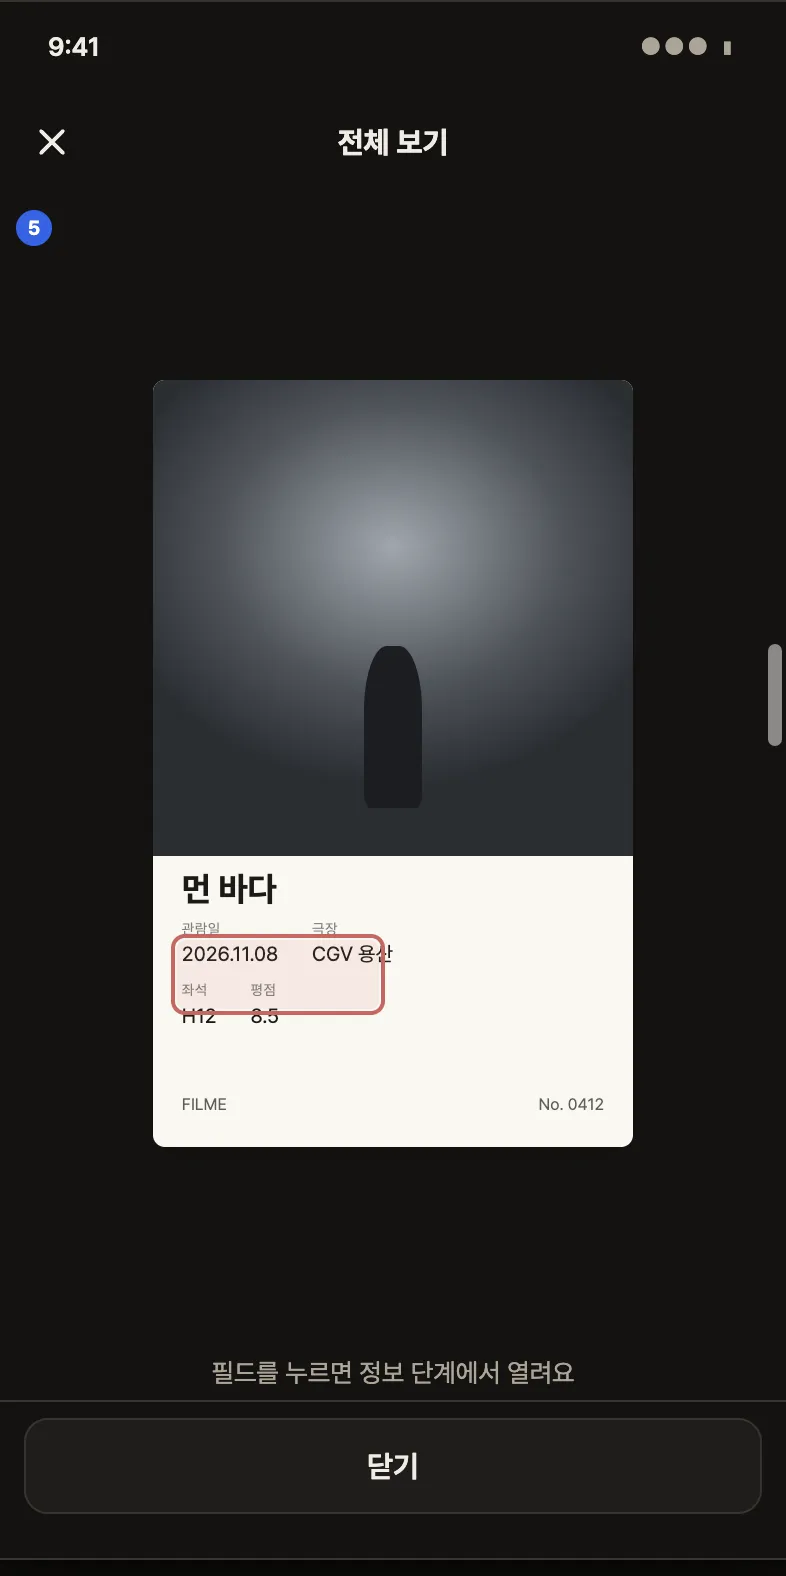 9:41
전체 보기
5
먼 바다
관람일 극장
2026.11.08 CGV 용산
좌석 평점
H12 8.5
FILME No. 0412
필드를 누르면 정보 단계에서 열려요
닫기